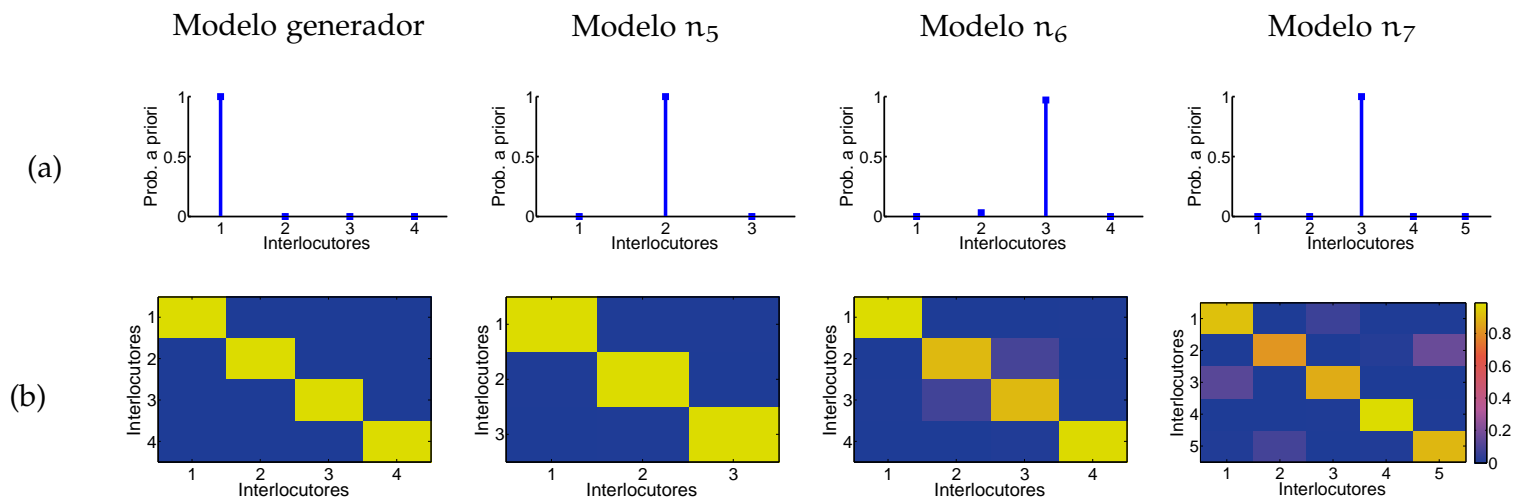 Modelo generador
Modelo n5
Modelo n6
Modelo n7
(a)
Prob. a priori
1
0.5
0
1 2 3 4
Interlocutores
Prob. a priori
1
0.5
0
1 2 3
Interlocutores
Prob. a priori
1
0.5
0
1 2 3 4
Interlocutores
Prob. a priori
1
0.5
0
1 2 3 4 5
Interlocutores
(b)
Interlocutores
1
2
3
4
1 2 3 4
Interlocutores
Interlocutores
1
2
3
1 2 3
Interlocutores
Interlocutores
1
2
3
4
1 2 3 4
Interlocutores
Interlocutores
1
2
3
4
5
1 2 3 4 5
Interlocutores
0.8
0.6
0.4
0.2
0